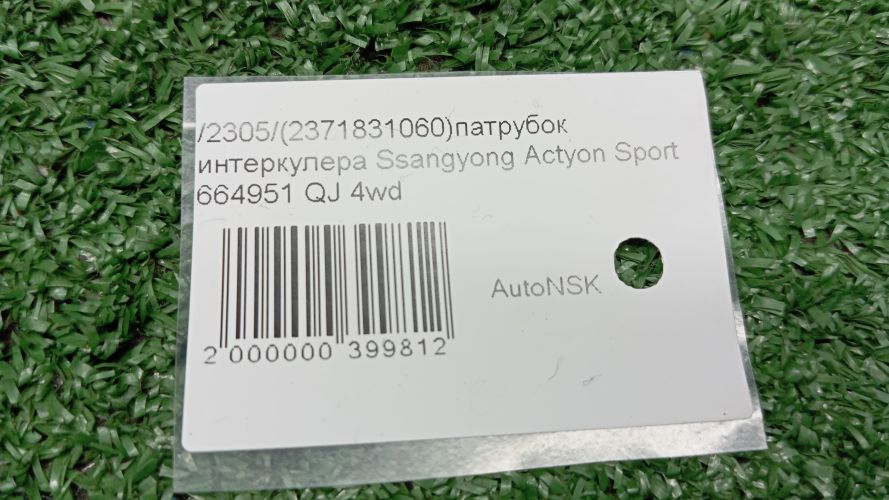 /2305/(2371831060)патрубок
интеркулера Ssangyong Actyon Sport
664951 QJ 4wd
AutoNSK
2 000000 399812